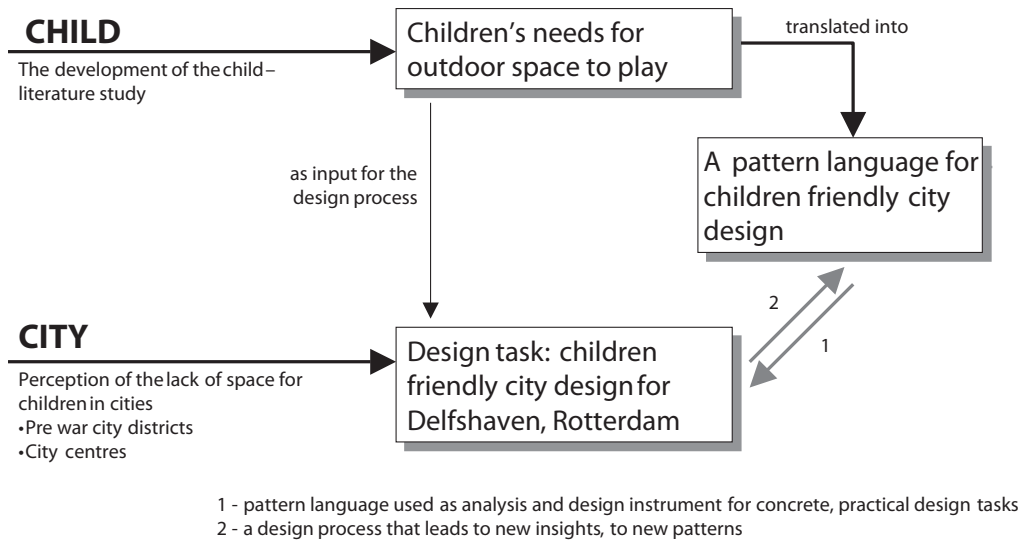 CHILD
The development of the child –
literature study
Children's needs for
outdoor space to play
translated into
as input for the
design process
A pattern language for
children friendly city
design
2
1
CITY
Perception of the lack of space for
children in cities
•Pre war city districts
•City centres
Design task: children
friendly city design for
Delfshaven, Rotterdam
1 - pattern language used as analysis and design instrument for concrete, practical design tasks
2 - a design process that leads to new insights, to new patterns